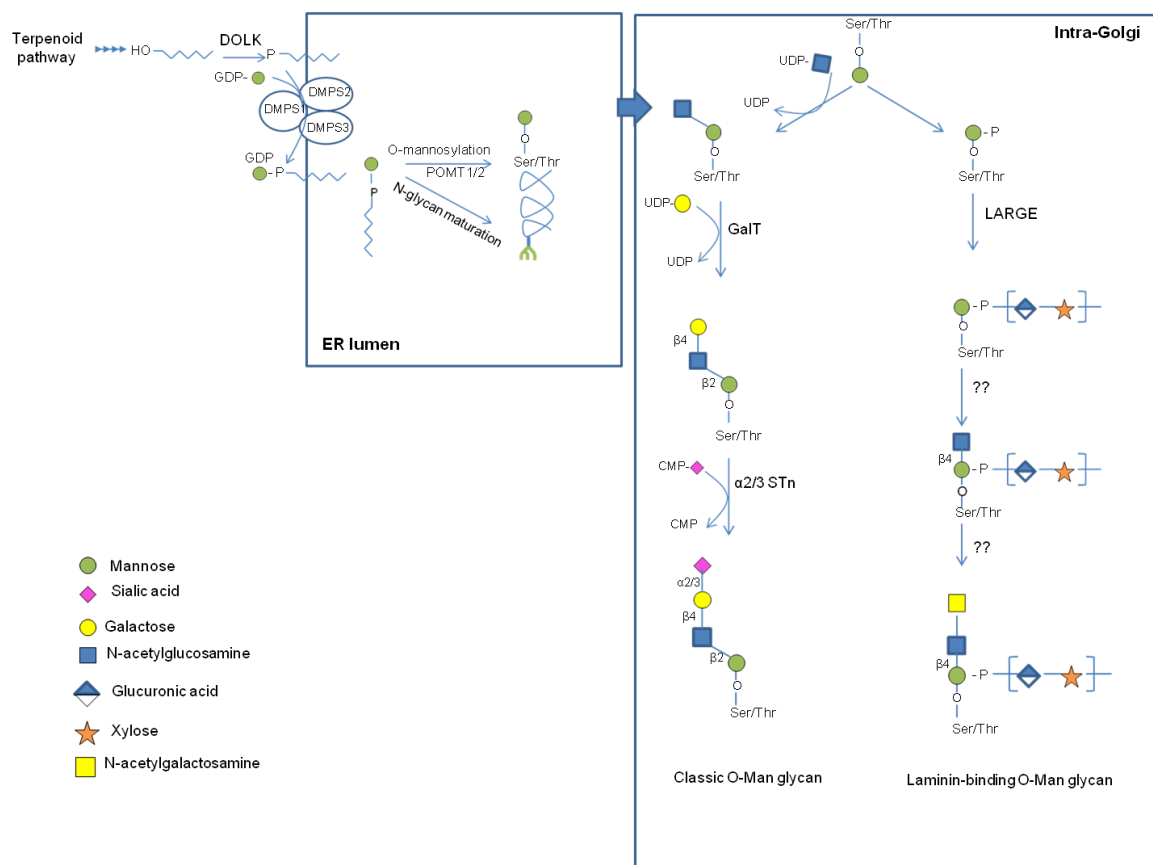 Terpenoid
pathway
HO
DOLK
P
GDP-
DMPS1
DMPS2
DMPS3
GDP
- P
P
O-mannosylation
POMT1/2
N-glycan maturation
O
Ser/Thr
ER lumen
Intra-Golgi
Ser/Thr
O
UDP-
UDP
O
Ser/Thr
UDP-
GalT
UDP
β4
β2
O
Ser/Thr
CMP-
α2/3 STn
CMP
α2/3
β4
β2
O
Ser/Thr
Classic O-Man glycan
- P
O
Ser/Thr
LARGE
- P
O
Ser/Thr
??
β4
- P
O
Ser/Thr
??
β4
- P
O
Ser/Thr
Laminin-binding O-Man glycan
Mannose
Sialic acid
Galactose
N-acetylglucosamine
Glucuronic acid
Xylose
N-acetylgalactosamine